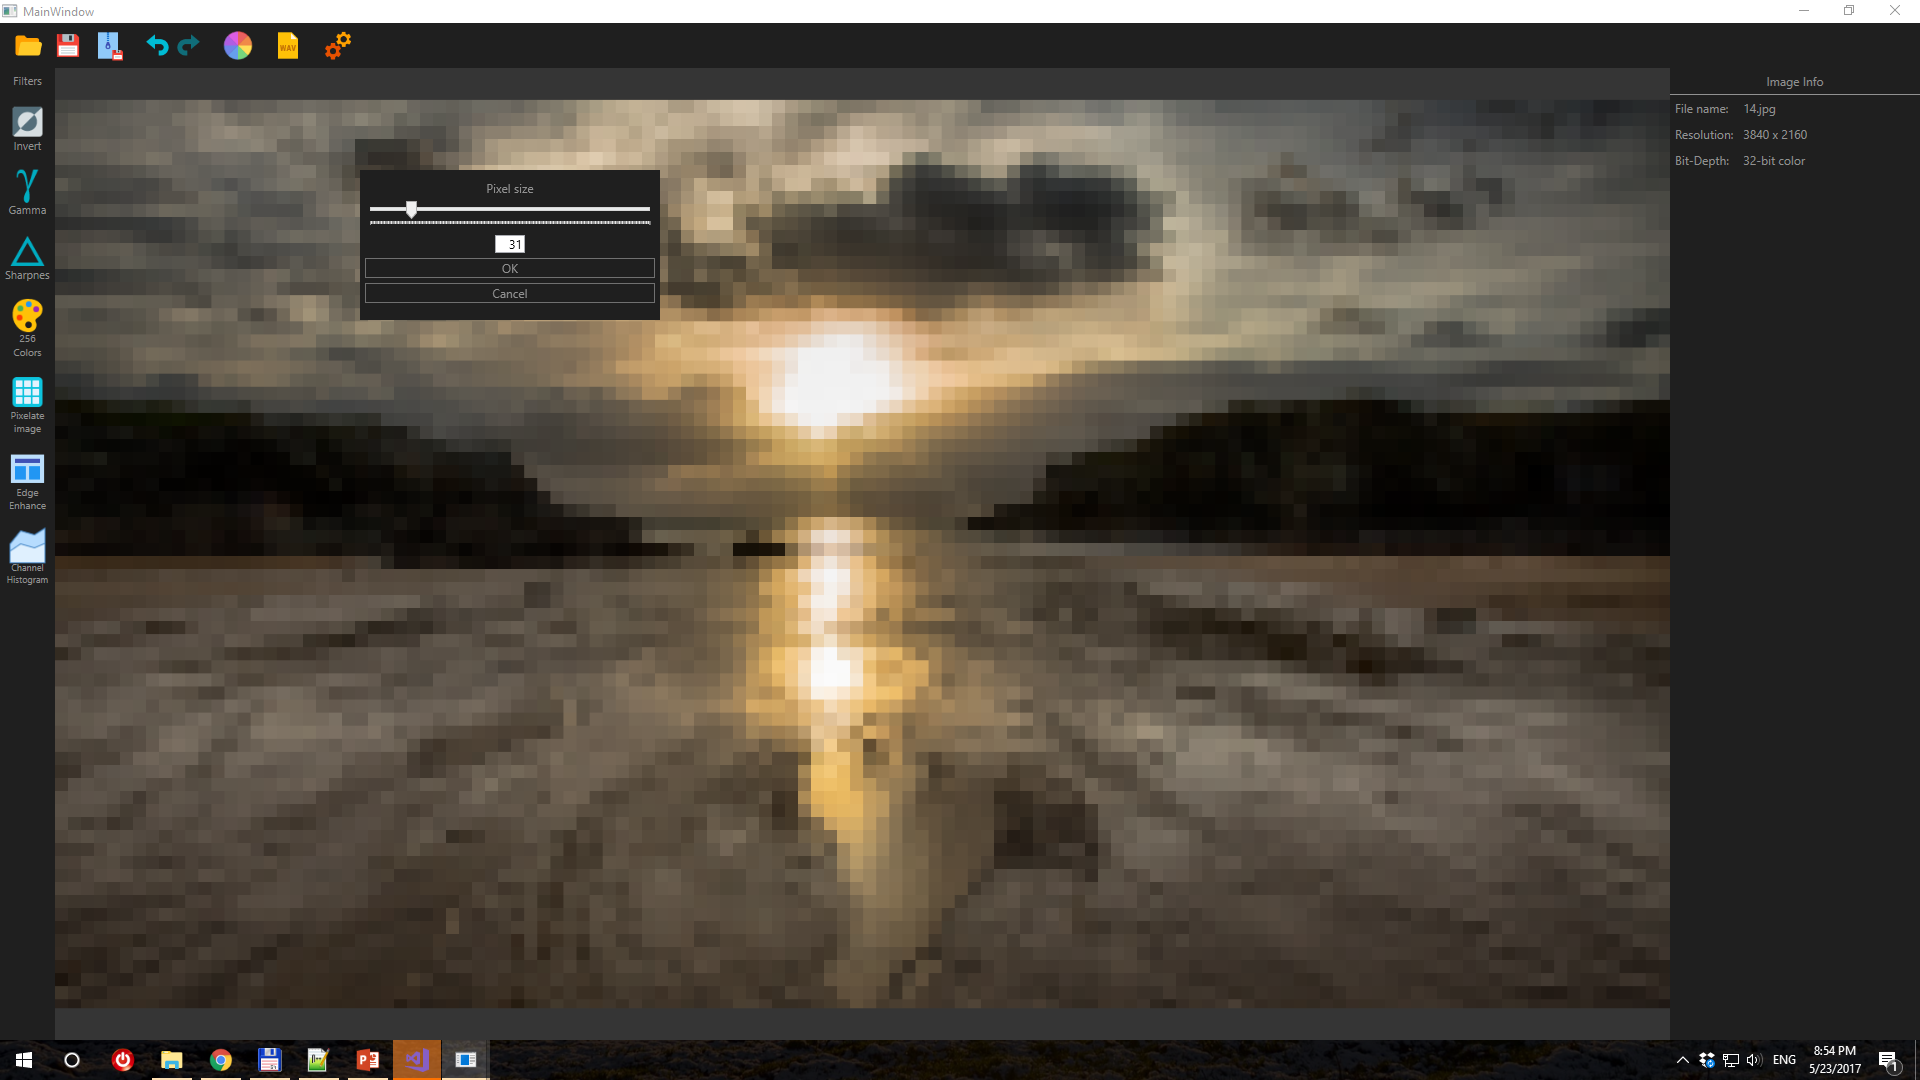 MainWindow
WAV
Filters
Invert
Gamma
Sharpnes
256
Colors
Pixelate
image
Edge
Enhance
Channel
Histogram
Pixel size
31
OK
Cancel
Image Info
File name: 14.jpg
Resolution: 3840 x 2160
Bit-Depth: 32-bit color
ENG
8:54 PM
5/23/2017
1